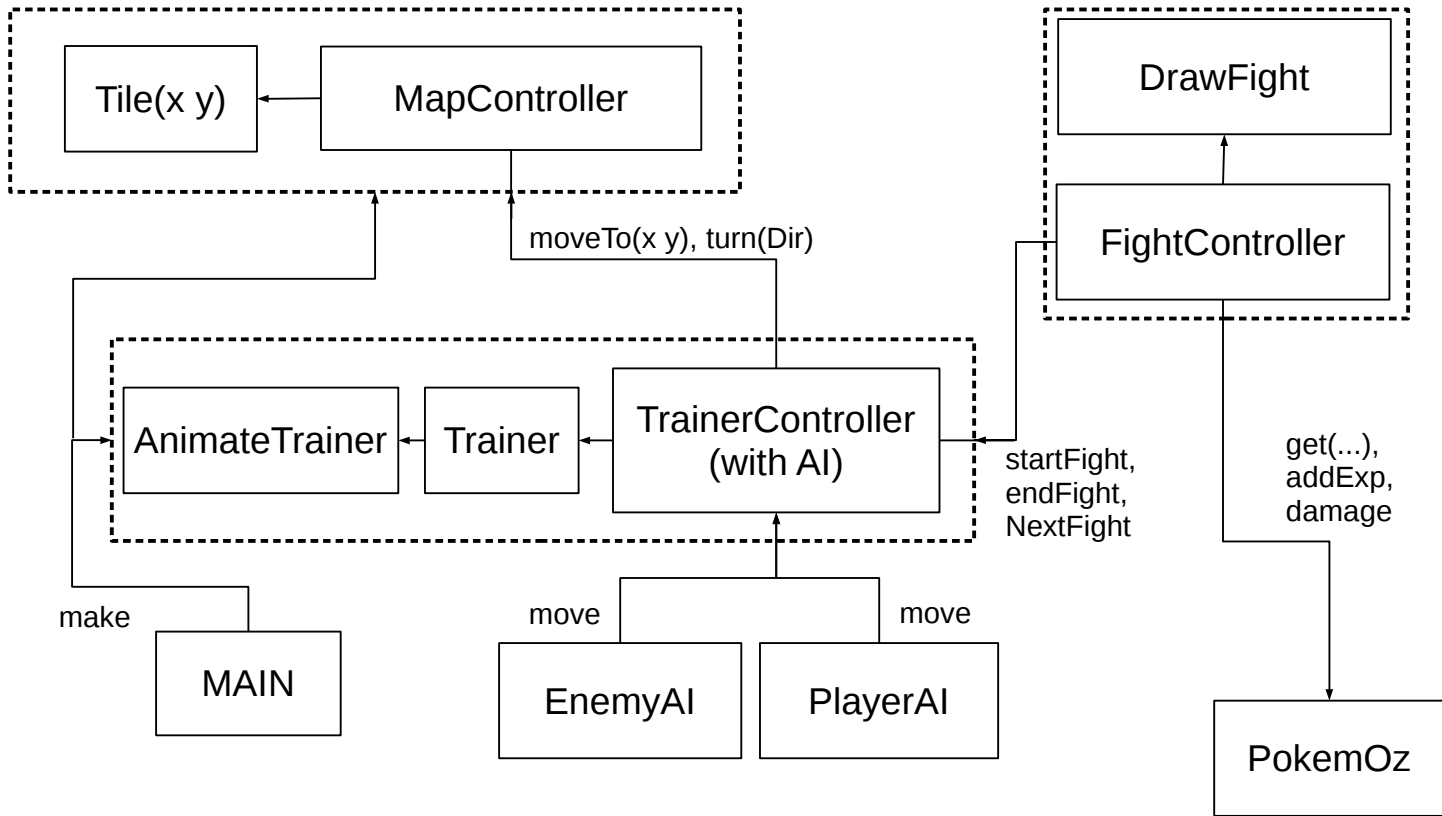 Tile(x y)
MapController
DrawFight
FightController
moveTo(x y), turn(Dir)
AnimateTrainer
Trainer
TrainerController
(with AI)
startFight,
endFight,
NextFight
get(...),
addExp,
damage
make
move
move
MAIN
EnemyAI
PlayerAI
PokemOz